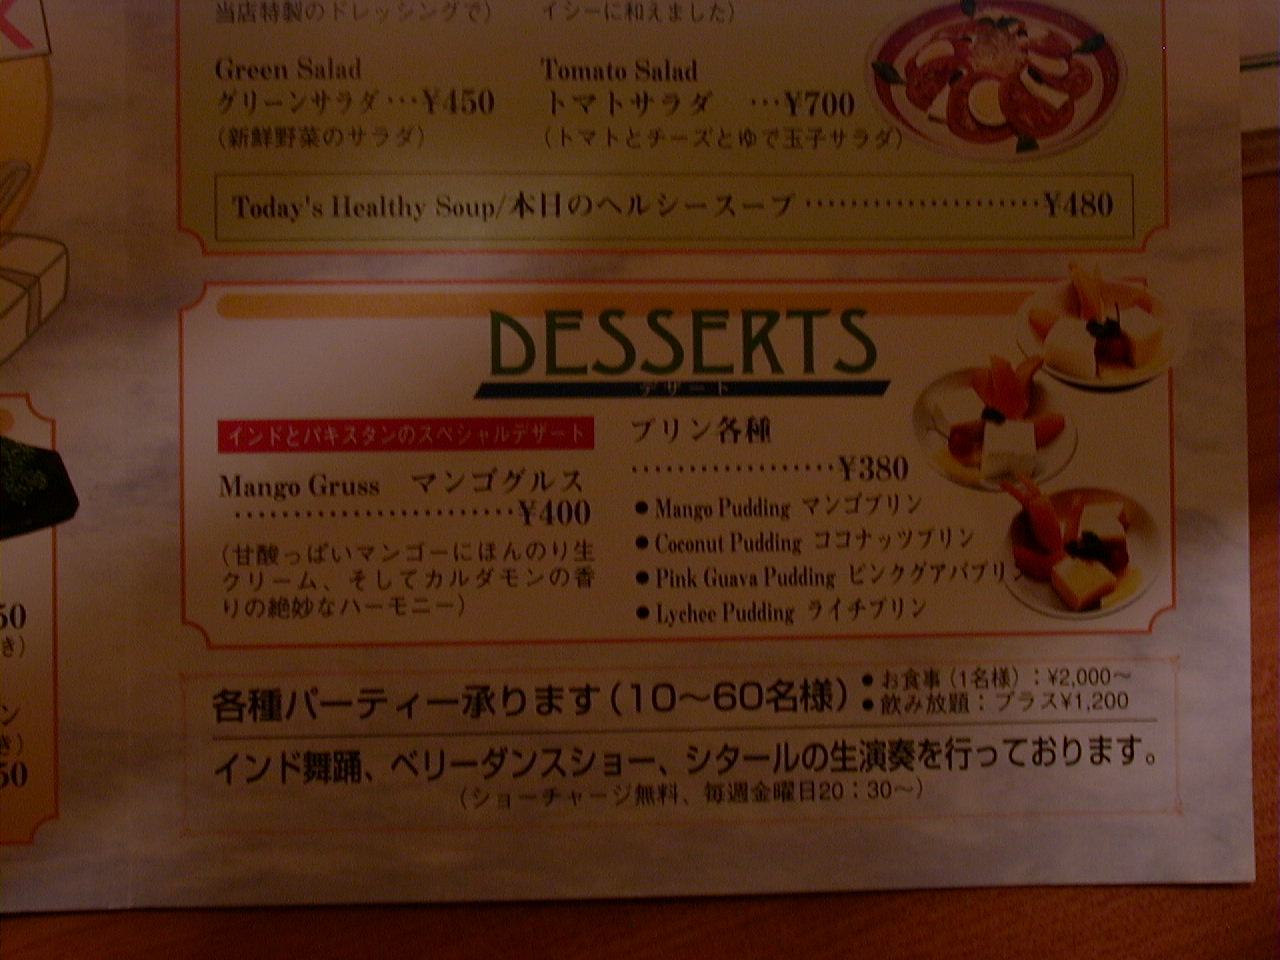 当店特製のドレッシングで) イシーに和えました)
Green Salad
グリーンサラダ…¥450
(新鮮野菜のサラダ)
Tomato Salad
トマトサラダ …¥700
(トマトとチーズとゆで玉子サラダ)
Today's Healthy Soup/本日のヘルシースープ ……………………¥480
DESSERTS
デザート
インドとパキスタンのスペシャルデザート
Mango Gruss マンゴグルス
……………………¥400
(甘酸っぱいマンゴーにほんのり生
クリーム、そしてカルダモンの香
りの絶妙なハーモニー)
プリン各種
………………¥380
●Mango Pudding マンゴプリン
●Coconut Pudding ココナッツプリン
●Pink Guava Pudding ピンクグアバプリン
●Lychee Pudding ライチプリン
各種パーティー承ります(10～60名様)
●お食事(1名様):¥2,000～
●飲み放題:プラス¥1,200
インド舞踊、ベリーダンスショー、シタールの生演奏を行っております。
(ショーチャージ無料、毎週金曜日20:30～)
50
き)
ン
き)
50